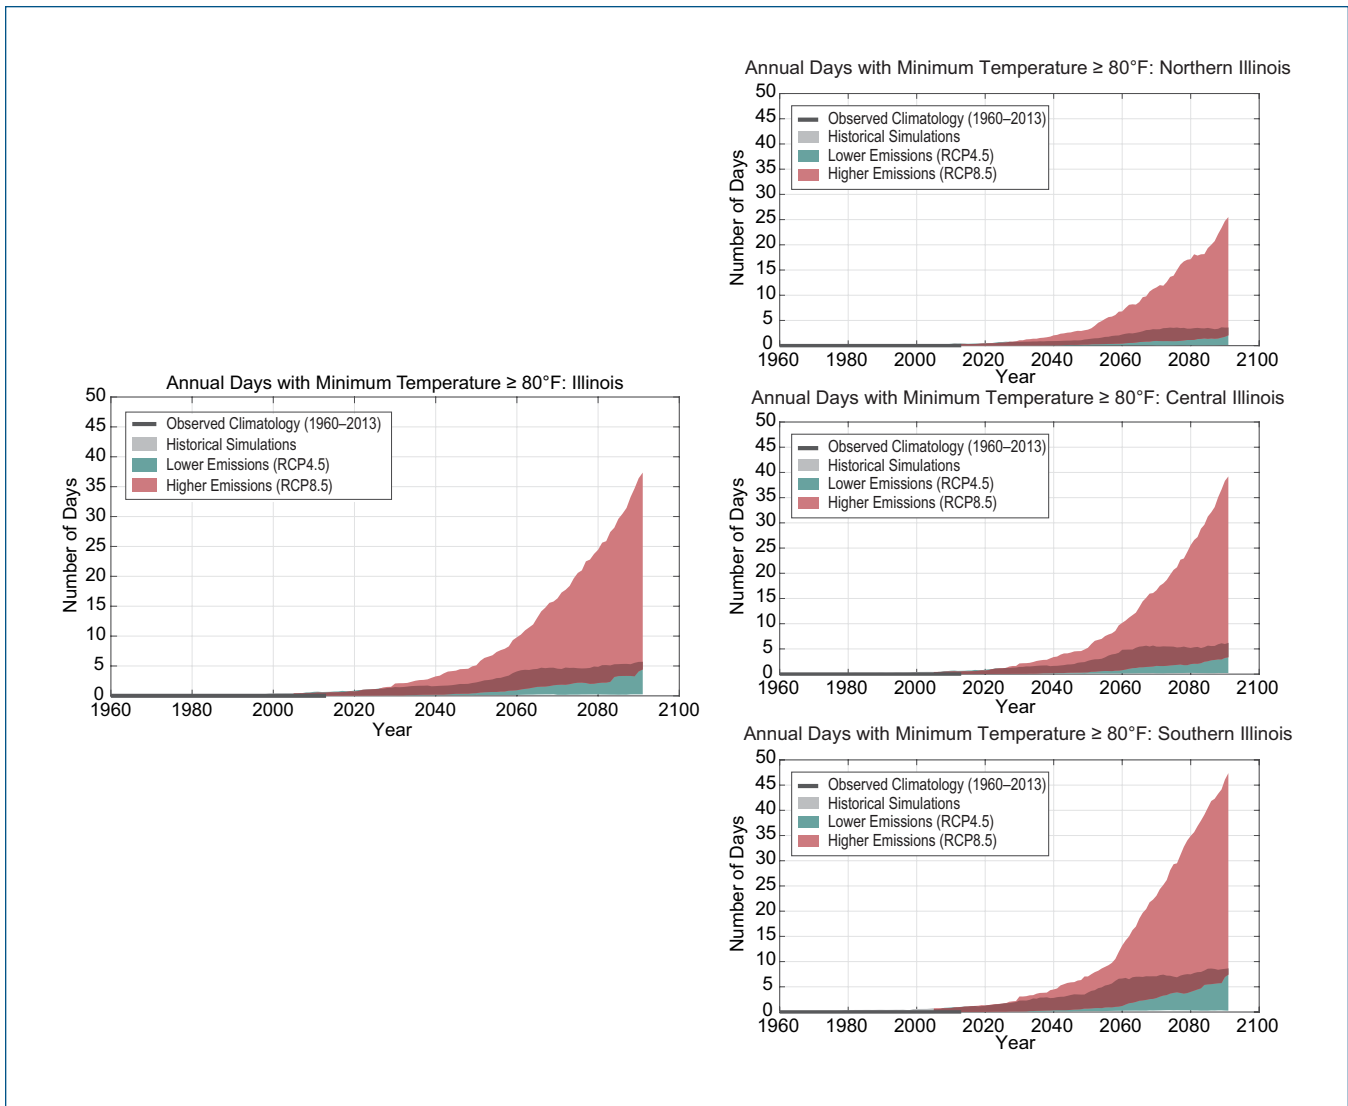 Annual Days with Minimum Temperature ≥ 80°F: Illinois
50
45
40
35
30
25
20
15
10
5
0
Number of Days
Observed Climatology (1960–2013)
Historical Simulations
Lower Emissions (RCP4.5)
Higher Emissions (RCP8.5)
1960 1980 2000 2020 2040 2060 2080 2100
Year
Annual Days with Minimum Temperature ≥ 80°F: Northern Illinois
50
45
40
35
30
25
20
15
10
5
0
Number of Days
Observed Climatology (1960–2013)
Historical Simulations
Lower Emissions (RCP4.5)
Higher Emissions (RCP8.5)
1960 1980 2000 2020 2040 2060 2080 2100
Year
Annual Days with Minimum Temperature ≥ 80°F: Central Illinois
50
45
40
35
30
25
20
15
10
5
0
Number of Days
Observed Climatology (1960–2013)
Historical Simulations
Lower Emissions (RCP4.5)
Higher Emissions (RCP8.5)
1960 1980 2000 2020 2040 2060 2080 2100
Year
Annual Days with Minimum Temperature ≥ 80°F: Southern Illinois
50
45
40
35
30
25
20
15
10
5
0
Number of Days
Observed Climatology (1960–2013)
Historical Simulations
Lower Emissions (RCP4.5)
Higher Emissions (RCP8.5)
1960 1980 2000 2020 2040 2060 2080 2100
Year